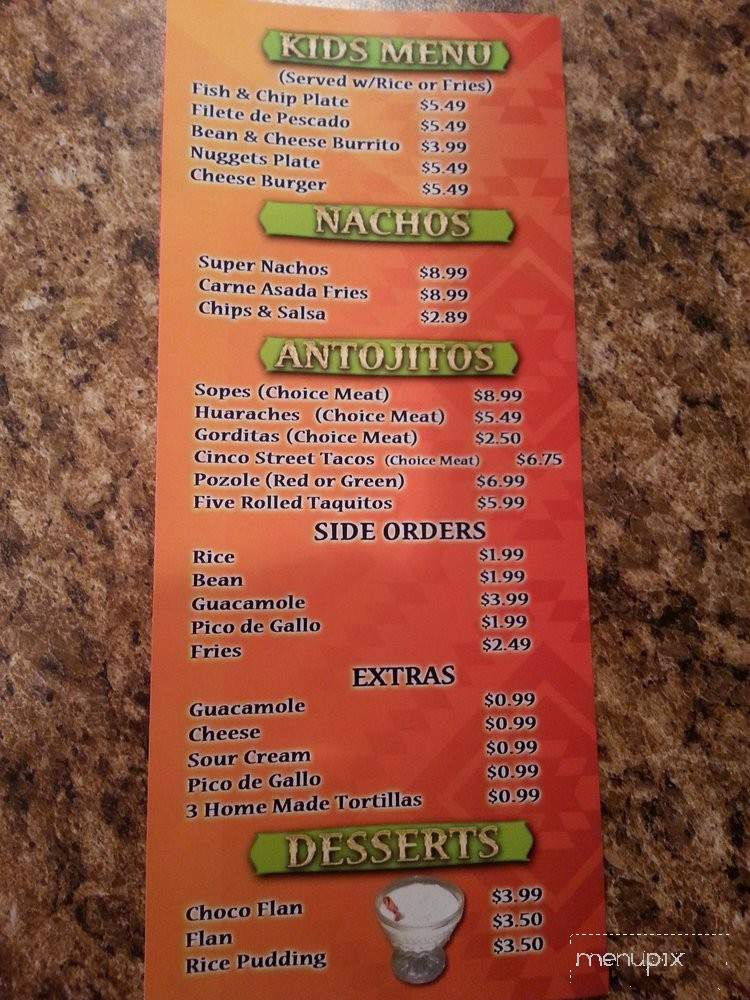 KIDS MENU
(Served w/Rice or Fries)
Fish & Chip Plate $5.49
Filete de Pescado $5.49
Bean & Cheese Burrito $3.99
Nuggets Plate $5.49
Cheese Burger $5.49
NACHOS
Super Nachos $8.99
Carne Asada Fries $8.99
Chips & Salsa $2.89
ANTOJITOS
Sopes (Choice Meat) $8.99
Huaraches (Choice Meat) $5.49
Gorditas (Choice Meat) $2.50
Cinco Street Tacos (Choice Meat) $6.75
Pozole (Red or Green) $6.99
Five Rolled Taquitos $5.99
SIDE ORDERS
Rice $1.99
Bean $1.99
Guacamole $3.99
Pico de Gallo $1.99
Fries $2.49
EXTRAS
Guacamole $0.99
Cheese $0.99
Sour Cream $0.99
Pico de Gallo $0.99
3 Home Made Tortillas $0.99
DESSERTS
Choco Flan $3.99
Flan $3.50
Rice Pudding $3.50
menupix